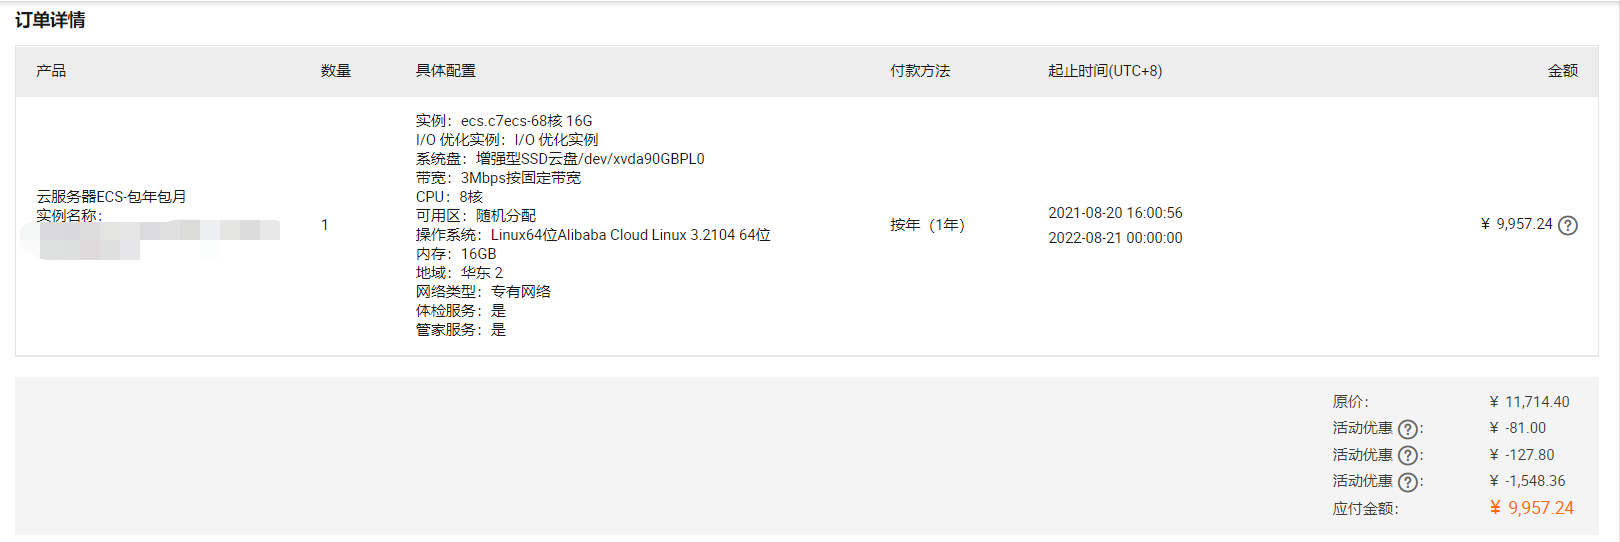 订单详情
产品 数量 具体配置 付款方法 起止时间(UTC+8) 金额
云服务器ECS-包年包月
实例名称:
1
实例：ecs.c7ecs-68核 16G
I/O 优化实例：I/O 优化实例
系统盘：增强型SSD云盘/dev/xvda90GBPL0
带宽：3Mbps按固定带宽
CPU：8核
可用区：随机分配
操作系统：Linux64位Alibaba Cloud Linux 3.2104 64位
内存：16GB
地域：华东 2
网络类型：专有网络
体检服务：是
管家服务：是
按年（1年）
2021-08-20 16:00:56
2022-08-21 00:00:00
¥ 9,957.24 ?
原价： ¥ 11,714.40
活动优惠 ?： ¥ -81.00
活动优惠 ?： ¥ -127.80
活动优惠 ?： ¥ -1,548.36
应付金额： ¥ 9,957.24